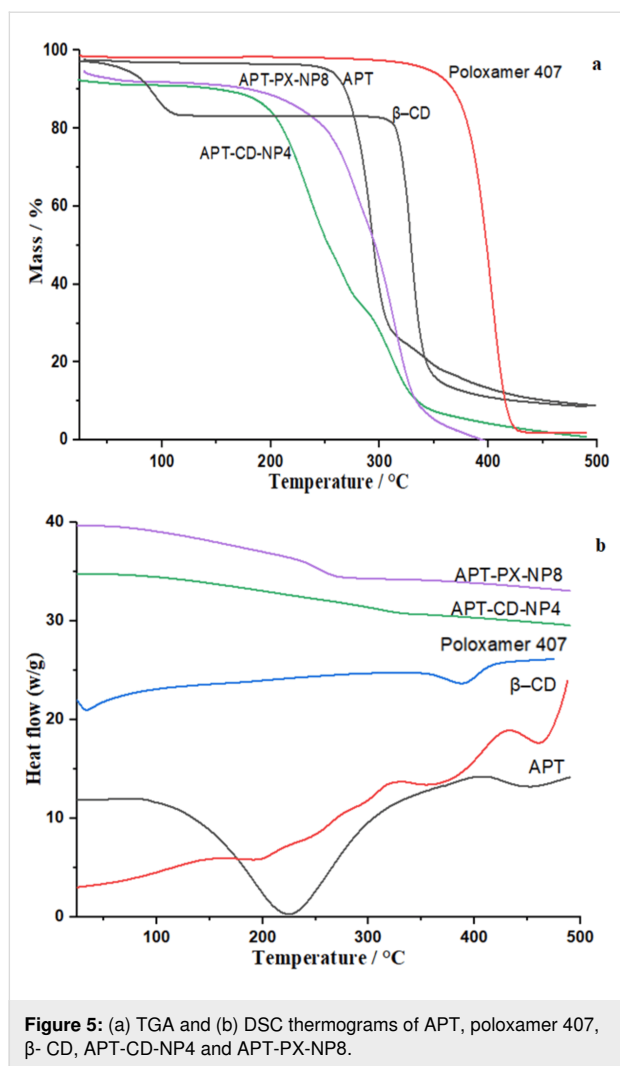 100
80
60
40
20
0
Mass / %
a
APT-PX-NP8
APT
Poloxamer 407
β–CD
APT-CD-NP4
100
200
300
400
500
Temperature / °C
40
30
20
10
0
Heat flow (w/g)
b
APT-PX-NP8
APT-CD-NP4
Poloxamer 407
β–CD
APT
100
200
300
400
500
Temperature / °C
Figure 5: (a) TGA and (b) DSC thermograms of APT, poloxamer 407,
β- CD, APT-CD-NP4 and APT-PX-NP8.